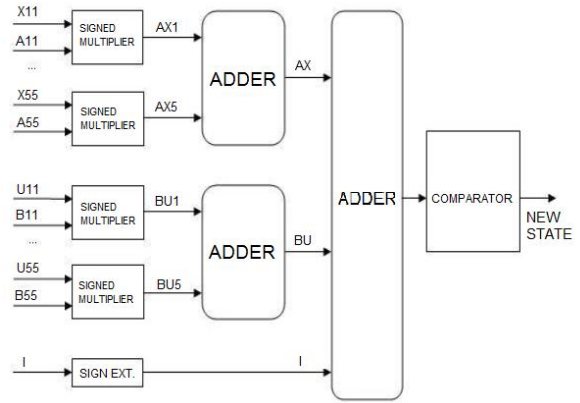 X11
A11
...
SIGNED
MULTIPLIER
AX1
X55
A55
SIGNED
MULTIPLIER
AX5
ADDER
AX
U11
B11
...
SIGNED
MULTIPLIER
BU1
U55
B55
SIGNED
MULTIPLIER
BU5
ADDER
BU
I
SIGN EXT.
I
ADDER
COMPARATOR
NEW
STATE